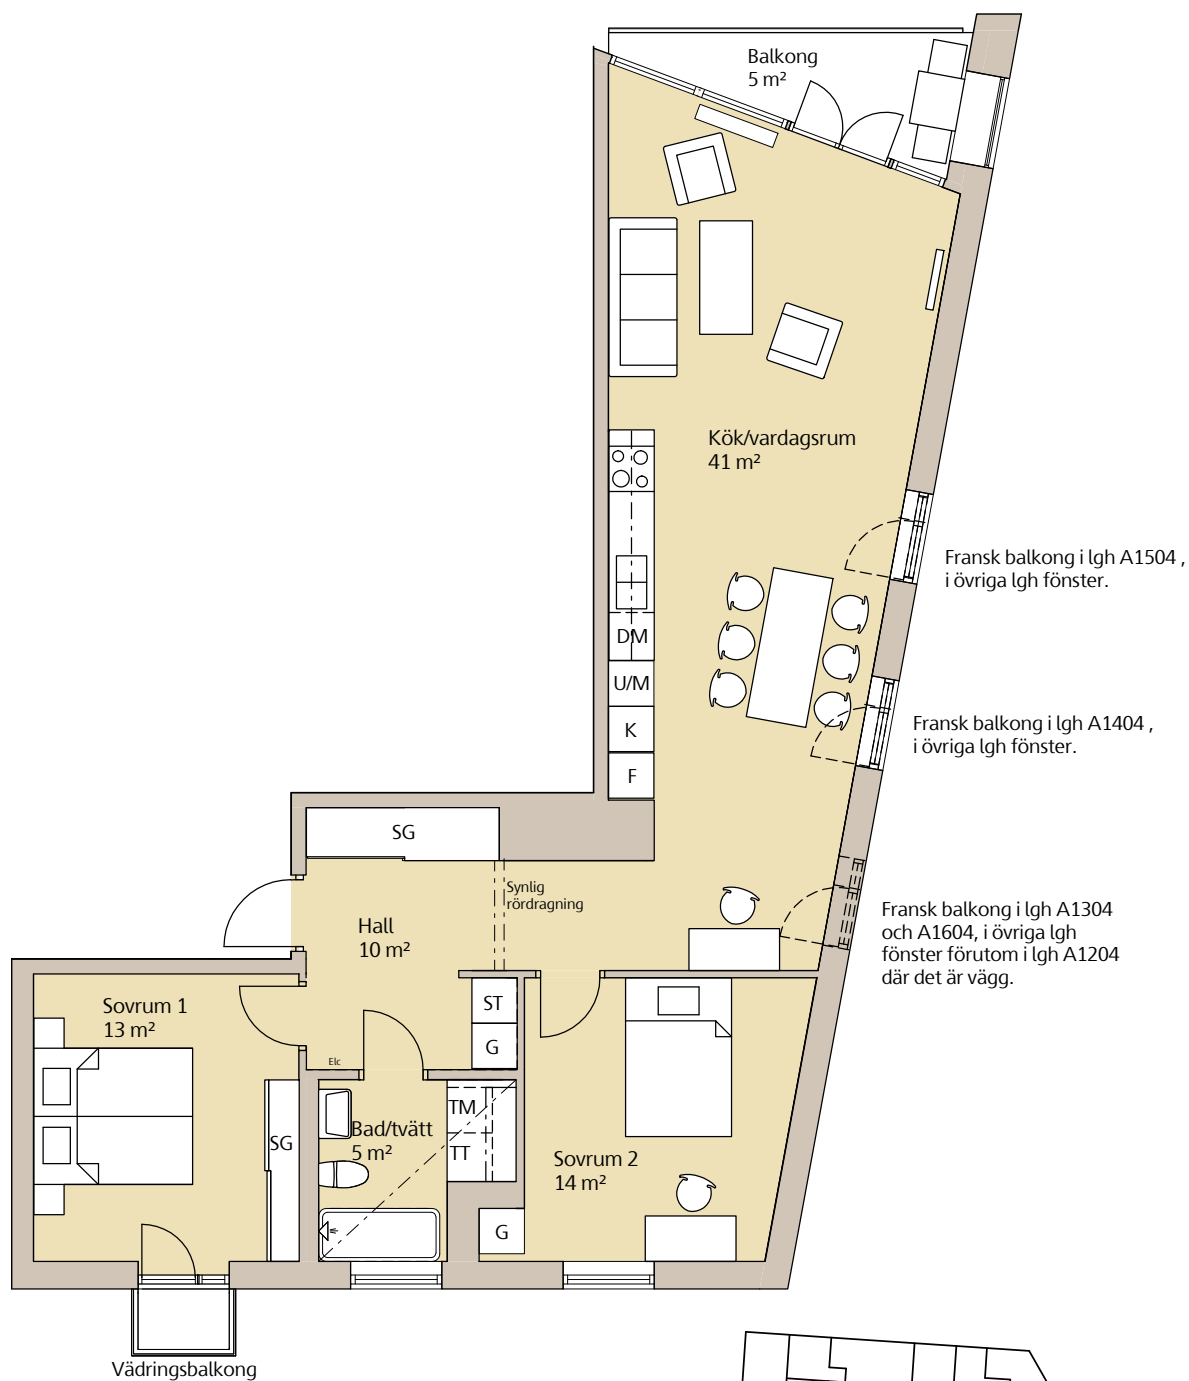 Balkong
5 m²
Kök/vardagsrum
41 m²
Fransk balkong i lgh A1504 ,
i övriga lgh fönster.
DM
U/M
K
F
Fransk balkong i lgh A1404 ,
i övriga lgh fönster.
SG
Synlig
rördragning
Hall
10 m²
Fransk balkong i lgh A1304
och A1604, i övriga lgh
fönster förutom i lgh A1204
där det är vägg.
Sovrum 1
13 m²
ST
G
Elc
SG
Bad/tvätt
5 m²
TM
TT
Sovrum 2
14 m²
G
Vädringsbalkong